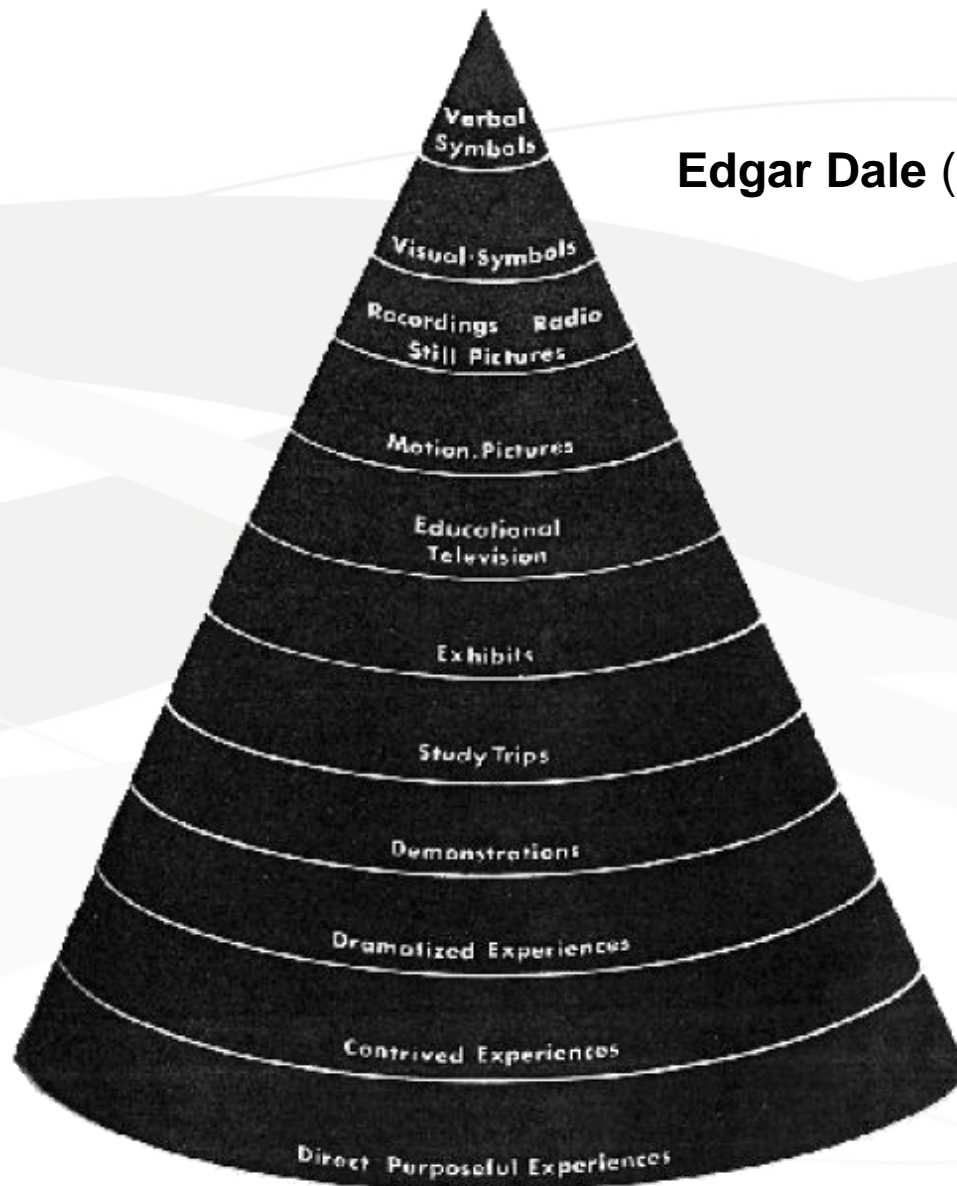 Verbal
Symbols
Edgar Dale (
Visual Symbols
Recordings Radio
Still Pictures
Motion Pictures
Educational
Television
Exhibits
Study Trips
Demonstrations
Dramatized Experiences
Contrived Experiences
Direct Purposeful Experiences